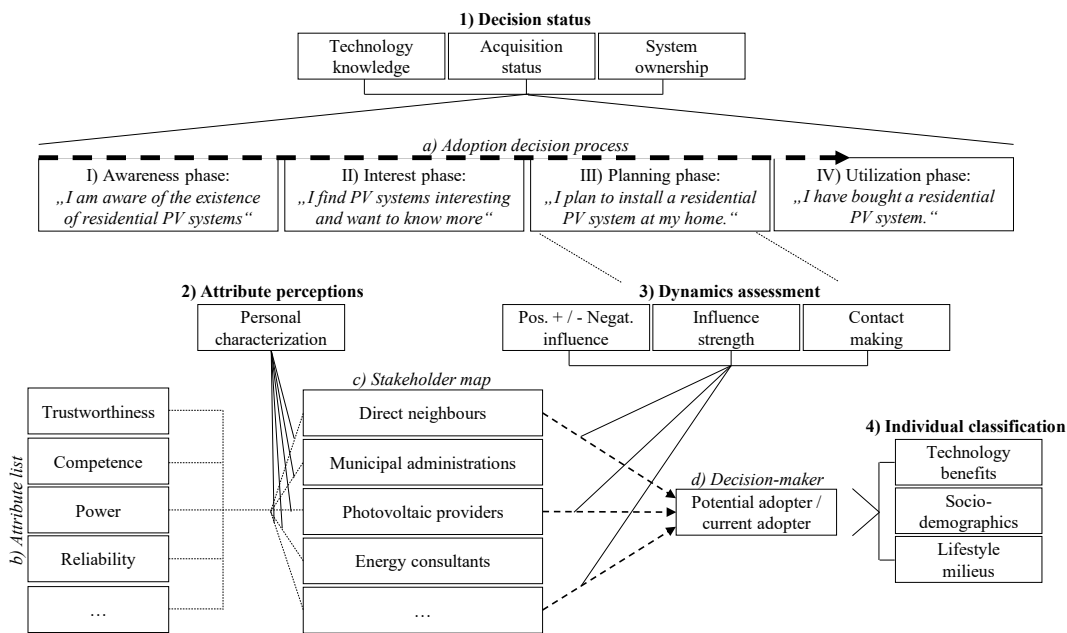 1) Decision status
Technology
knowledge
Acquisition
status
System
ownership
a) Adoption decision process
I) Awareness phase:
„I am aware of the existence
of residential PV systems“
II) Interest phase:
„I find PV systems interesting
and want to know more“
III) Planning phase:
„I plan to install a residential
PV system at my home.“
IV) Utilization phase:
„I have bought a residential
PV system.“
2) Attribute perceptions
Personal
characterization
3) Dynamics assessment
Pos. + / - Negat.
influence
Influence
strength
Contact
making
b) Attribute list
Trustworthiness
Competence
Power
Reliability
…
c) Stakeholder map
Direct neighbours
Municipal administrations
Photovoltaic providers
Energy consultants
…
d) Decision-maker
Potential adopter /
current adopter
4) Individual classification
Technology
benefits
Socio-
demographics
Lifestyle
milieus